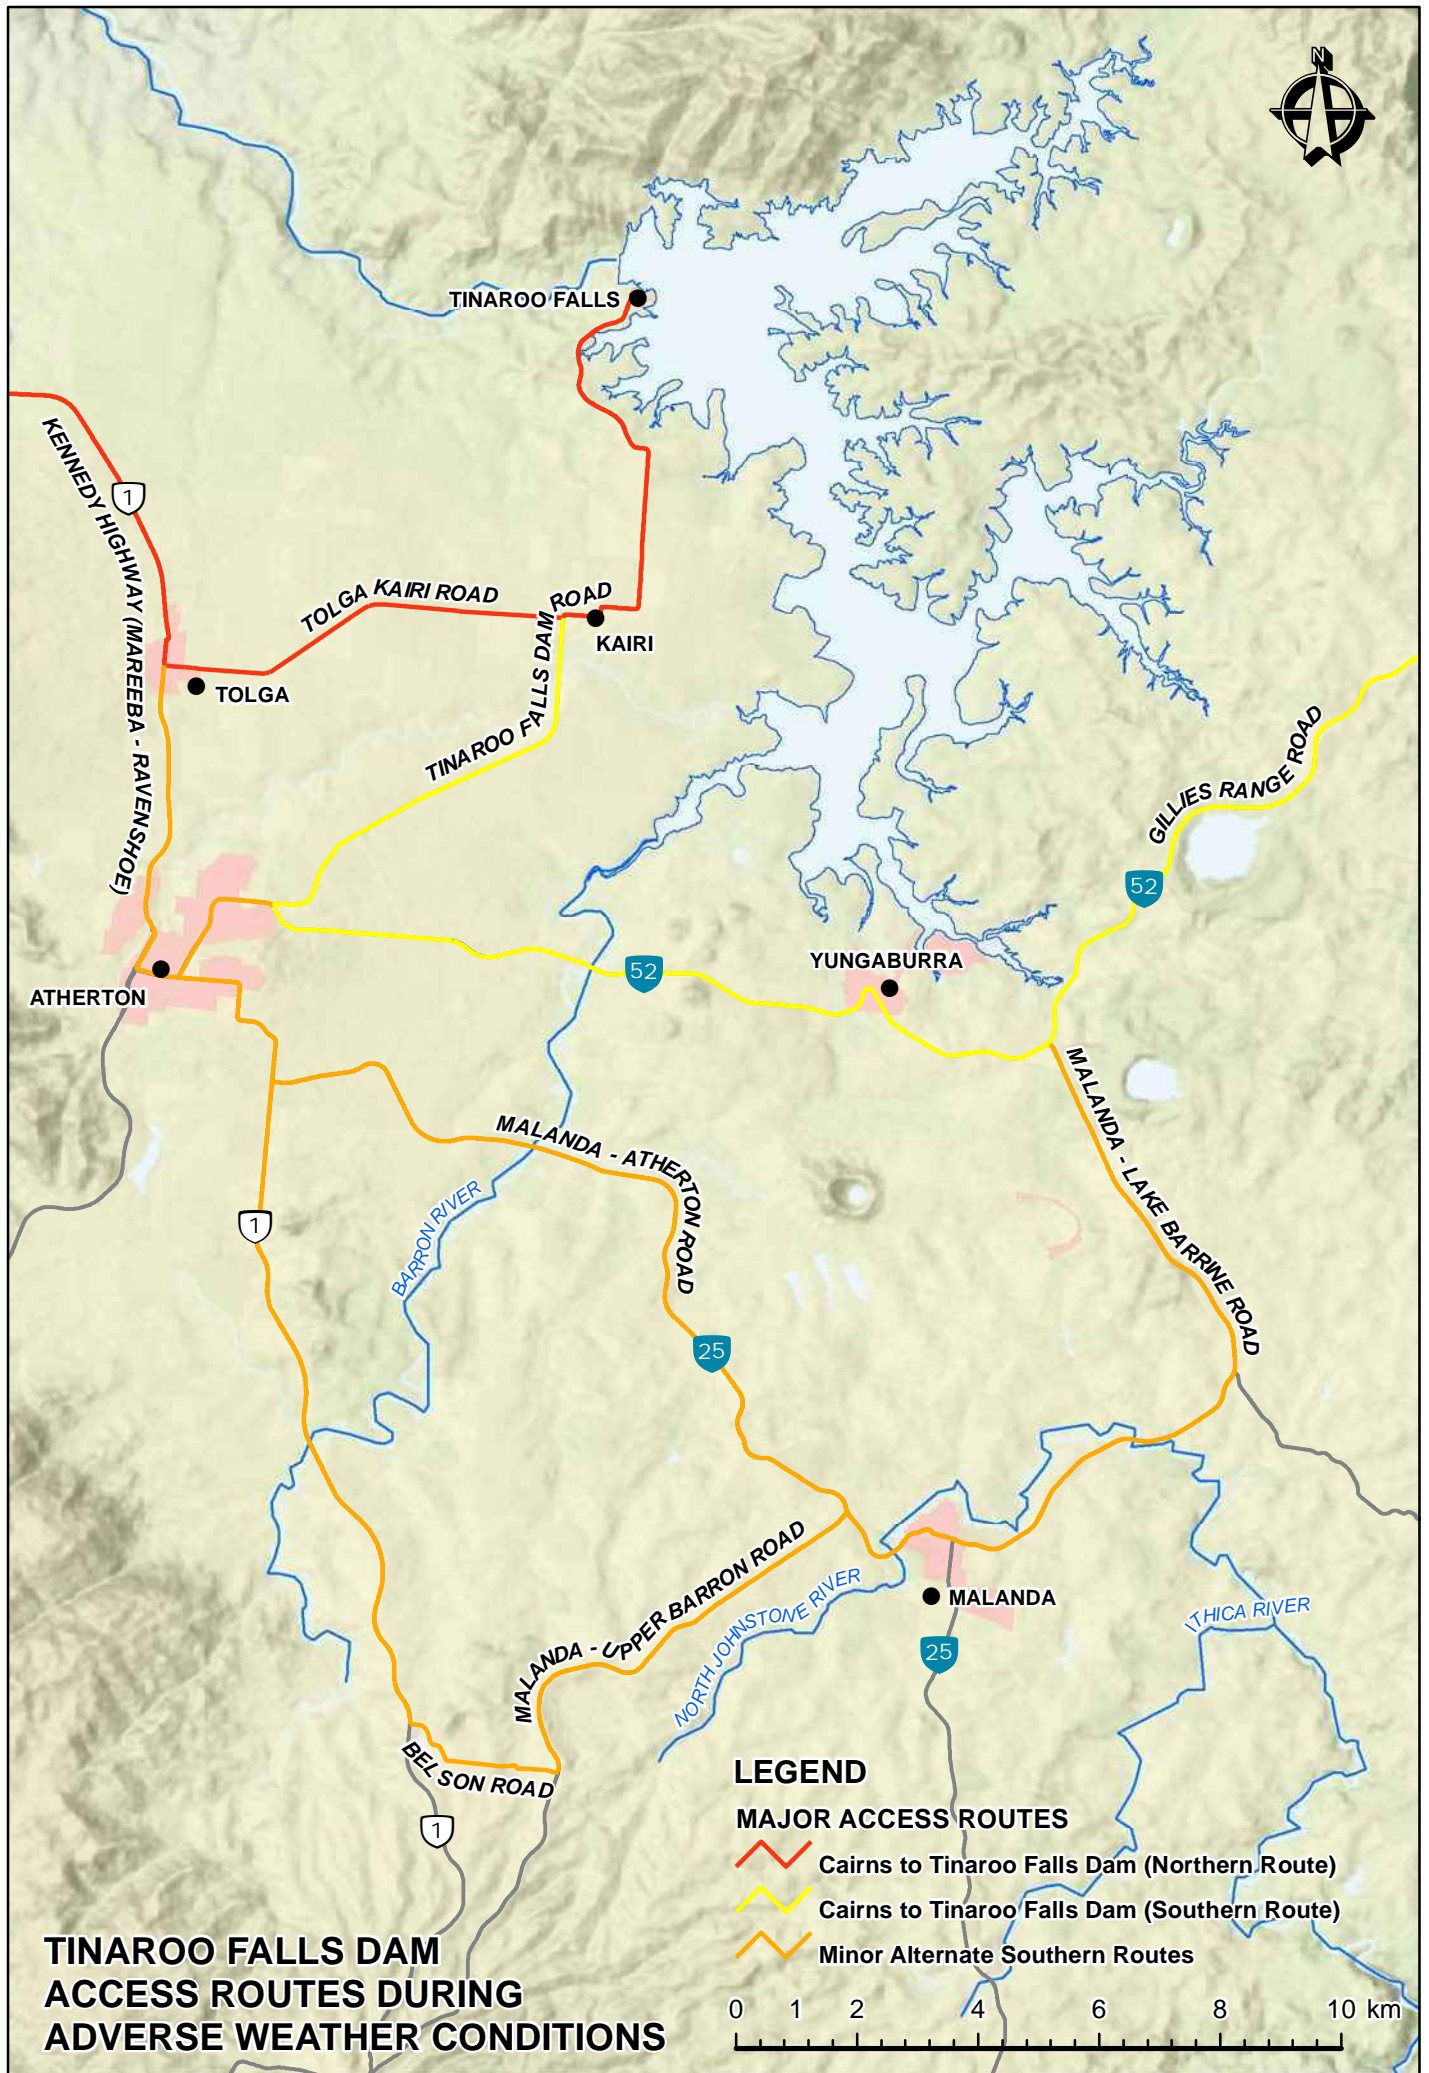 N
TINAROO FALLS
KENNEDY HIGHWAY (MAREEBA - RAVENSHOE)
1
TOLGA KAIRI ROAD
KAIRI
TOLGA
TINAROO FALLS DAM ROAD
GILLIES RANGE ROAD
52
YUNGABURRA
52
ATHERTON
MALANDA - LAKE BARRINE ROAD
MALANDA - ATHERTON ROAD
BARRON RIVER
1
25
MALANDA - UPPER BARRON ROAD
NORTH JOHNSTONE RIVER
MALANDA
ITHICA RIVER
25
BELSON ROAD
1
LEGEND
MAJOR ACCESS ROUTES
Cairns to Tinaroo Falls Dam (Northern Route)
Cairns to Tinaroo Falls Dam (Southern Route)
Minor Alternate Southern Routes
0 1 2 4 6 8 10 km
TINAROO FALLS DAM
ACCESS ROUTES DURING
ADVERSE WEATHER CONDITIONS